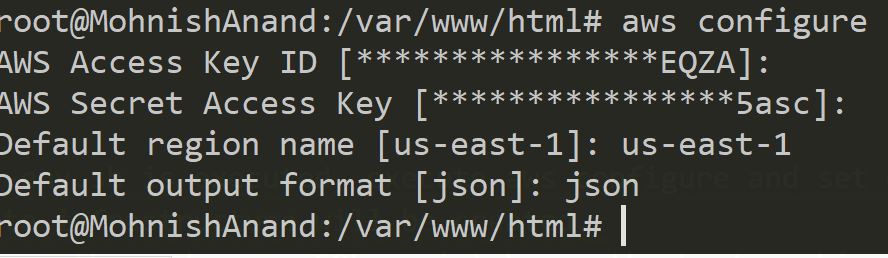 root@MohnishAnand:/var/www/html# aws configure
AWS Access Key ID [****************EQZA]:
AWS Secret Access Key [****************5asc]:
Default region name [us-east-1]: us-east-1
Default output format [json]: json
root@MohnishAnand:/var/www/html#